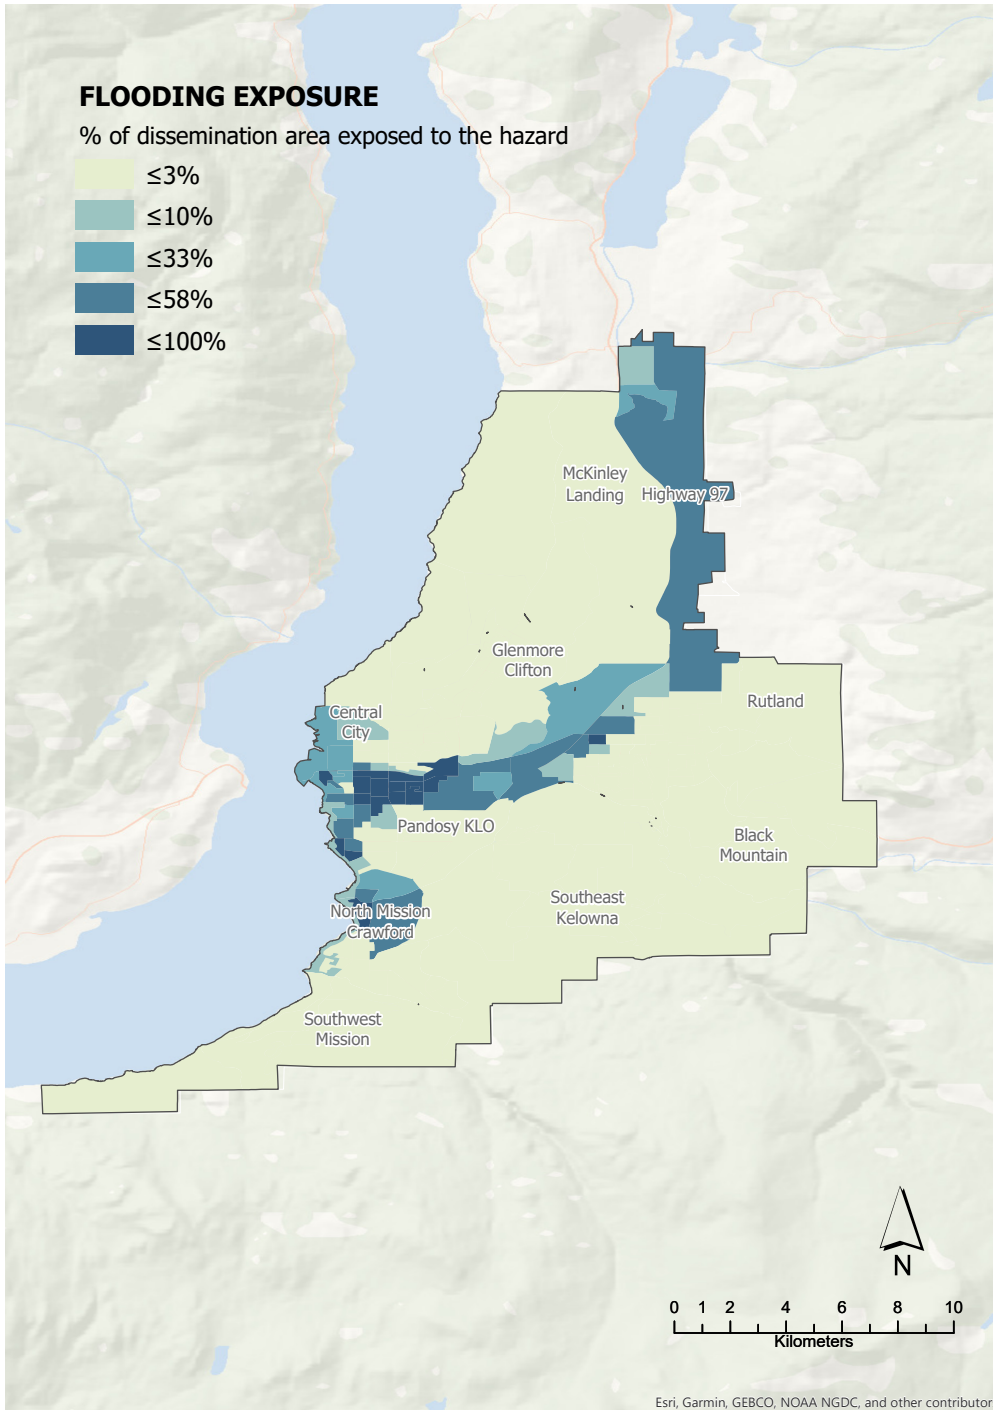 FLOODING EXPOSURE
% of dissemination area exposed to the hazard
≤3%
≤10%
≤33%
≤58%
≤100%
McKinley
Landing
Highway 97
Glenmore
Clifton
Rutland
Central
City
Pandosy KLO
Black
Mountain
Southeast
Kelowna
North Mission
Crawford
Southwest
Mission
N
0 1 2 4 6 8 10
Kilometers
Esri, Garmin, GEBCO, NOAA NGDC, and other contributor